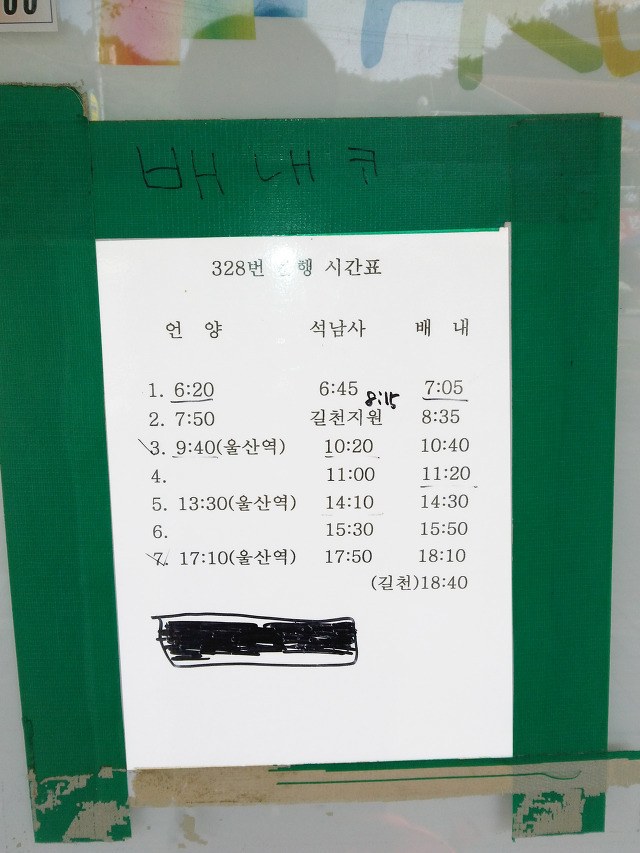 00
배내ㅋ
328번 행 시간표
언 양 석남사 배 내
1. 6:20 6:45 7:05
8:15
2. 7:50 길천지원 8:35
3. 9:40(울산역) 10:20 10:40
4. 11:00 11:20
5. 13:30(울산역) 14:10 14:30
6. 15:30 15:50
7. 17:10(울산역) 17:50 18:10
(길천)18:40